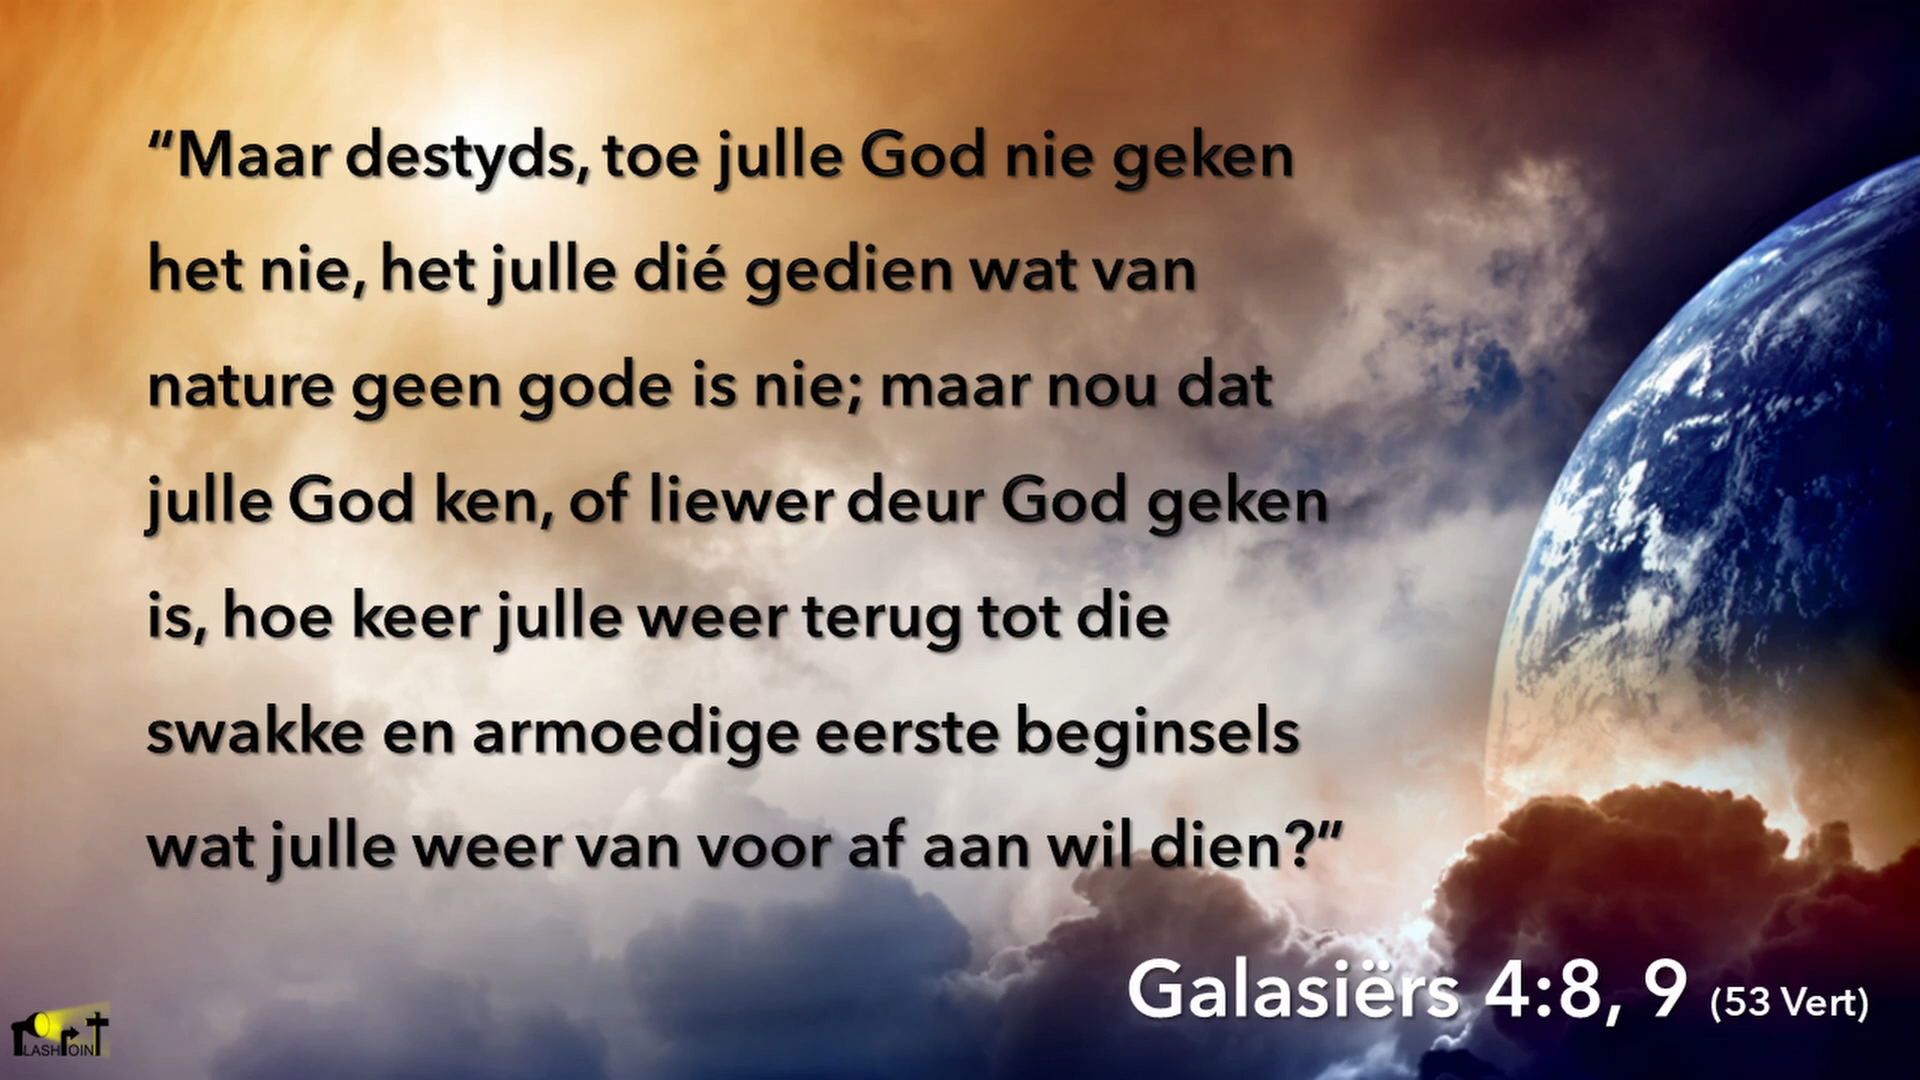 “Maar destyds, toe julle God nie geken
het nie, het julle dié gedien wat van
nature geen gode is nie; maar nou dat
julle God ken, of liewer deur God geken
is, hoe keer julle weer terug tot die
swakke en armoedige eerste beginsels
wat julle weer van voor af aan wil dien?”
Galasiërs 4:8, 9 (53 Vert)
LASH OIN